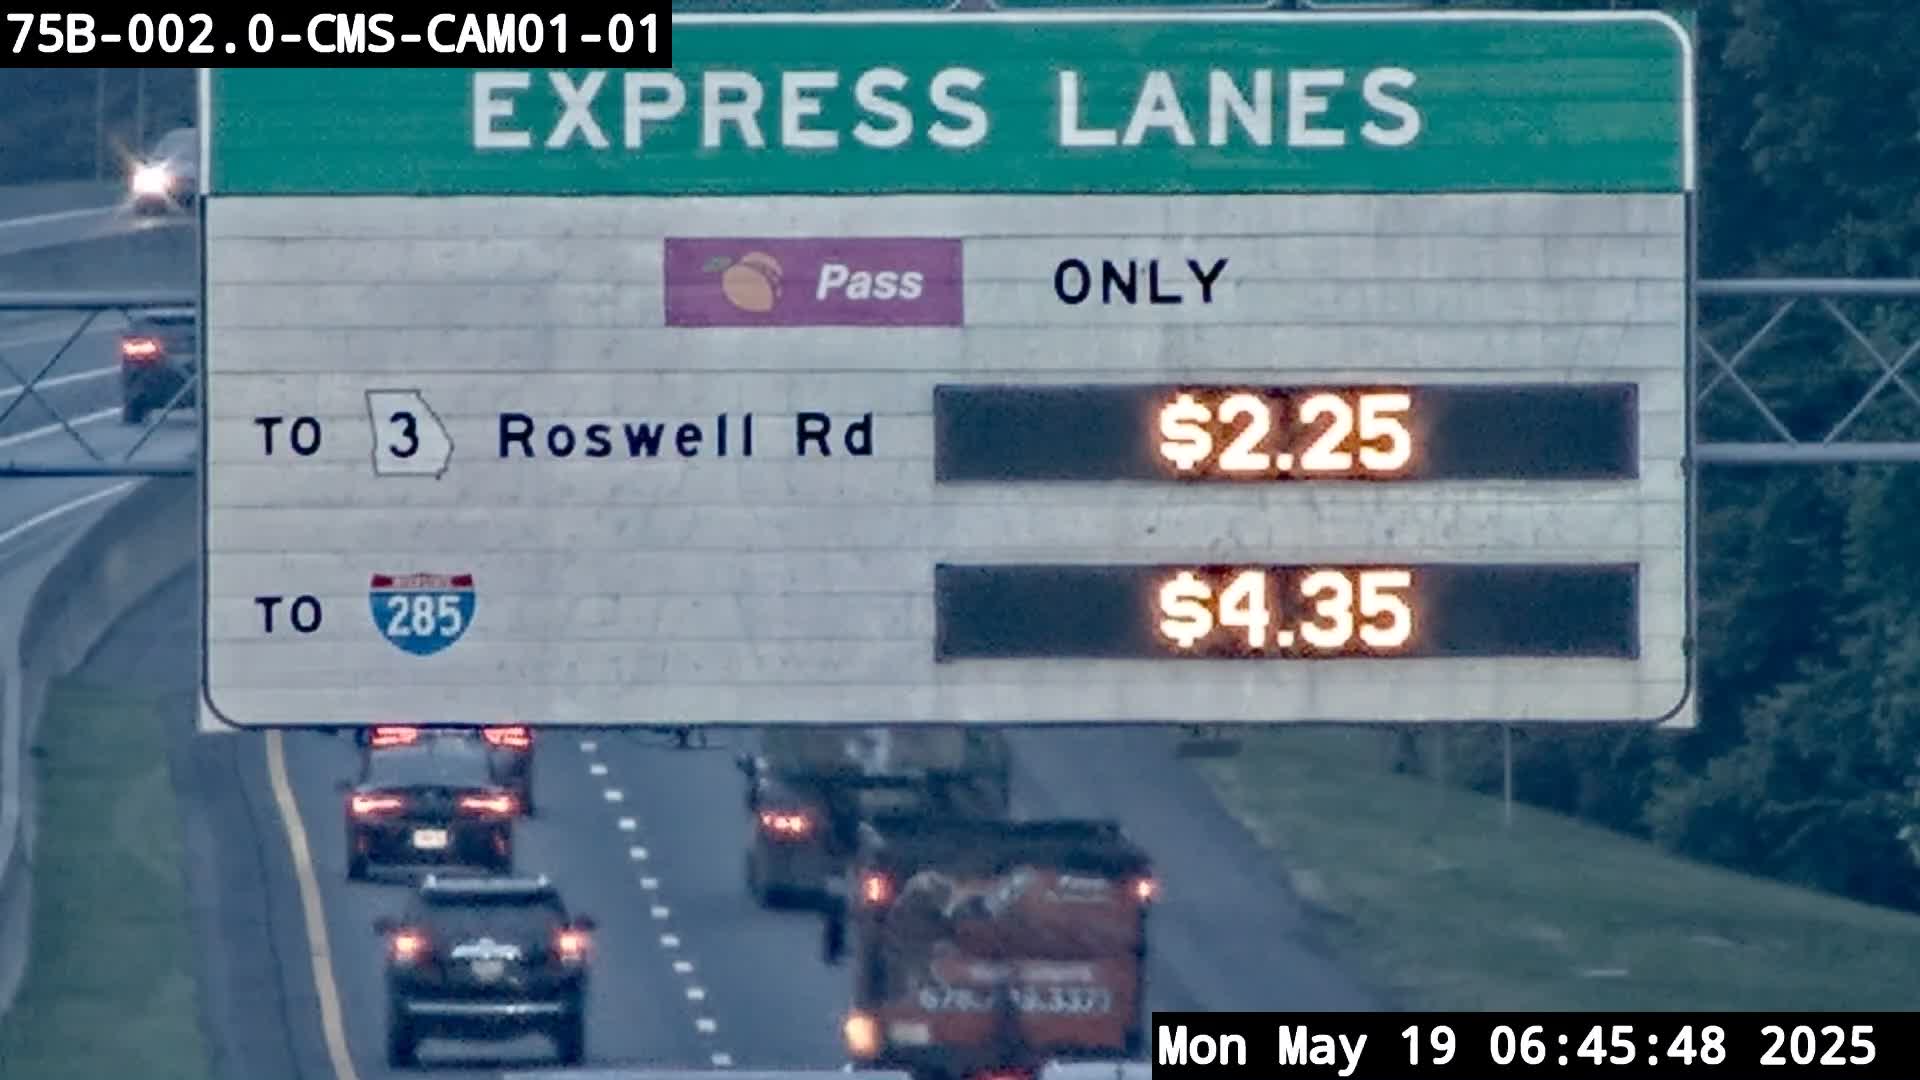 75B-002.0-CMS-CAM01-01
EXPRESS LANES
Pass ONLY
TO 3 Roswell Rd $2.25
TO 285 $4.35
Mon May 19 06:45:48 2025